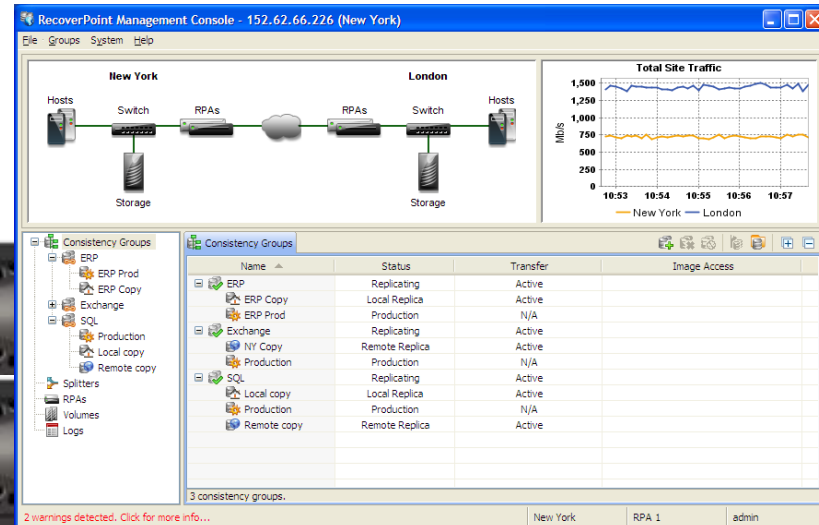 RecoverPoint Management Console - 152.62.66.226 (New York)
File Groups System Help
New York London
Hosts Switch RPAs RPAs Switch Hosts
Storage Storage
Total Site Traffic
Mb/s
1,500
1,250
1,000
750
500
250
0
10:53 10:54 10:55 10:56 10:57
New York London
Consistency Groups
ERP
ERP Prod
ERP Copy
Exchange
SQL
Production
Local copy
Remote copy
Splitters
RPAs
Volumes
Logs
Consistency Groups
Name Status Transfer Image Access
ERP Replicating Active
ERP Copy Local Replica Active
ERP Prod Production N/A
Exchange Replicating Active
NY Copy Remote Replica Active
Production Production N/A
SQL Replicating Active
Local copy Local Replica Active
Production Production N/A
Remote copy Remote Replica Active
3 consistency groups.
2 warnings detected. Click for more info... New York RPA 1 admin